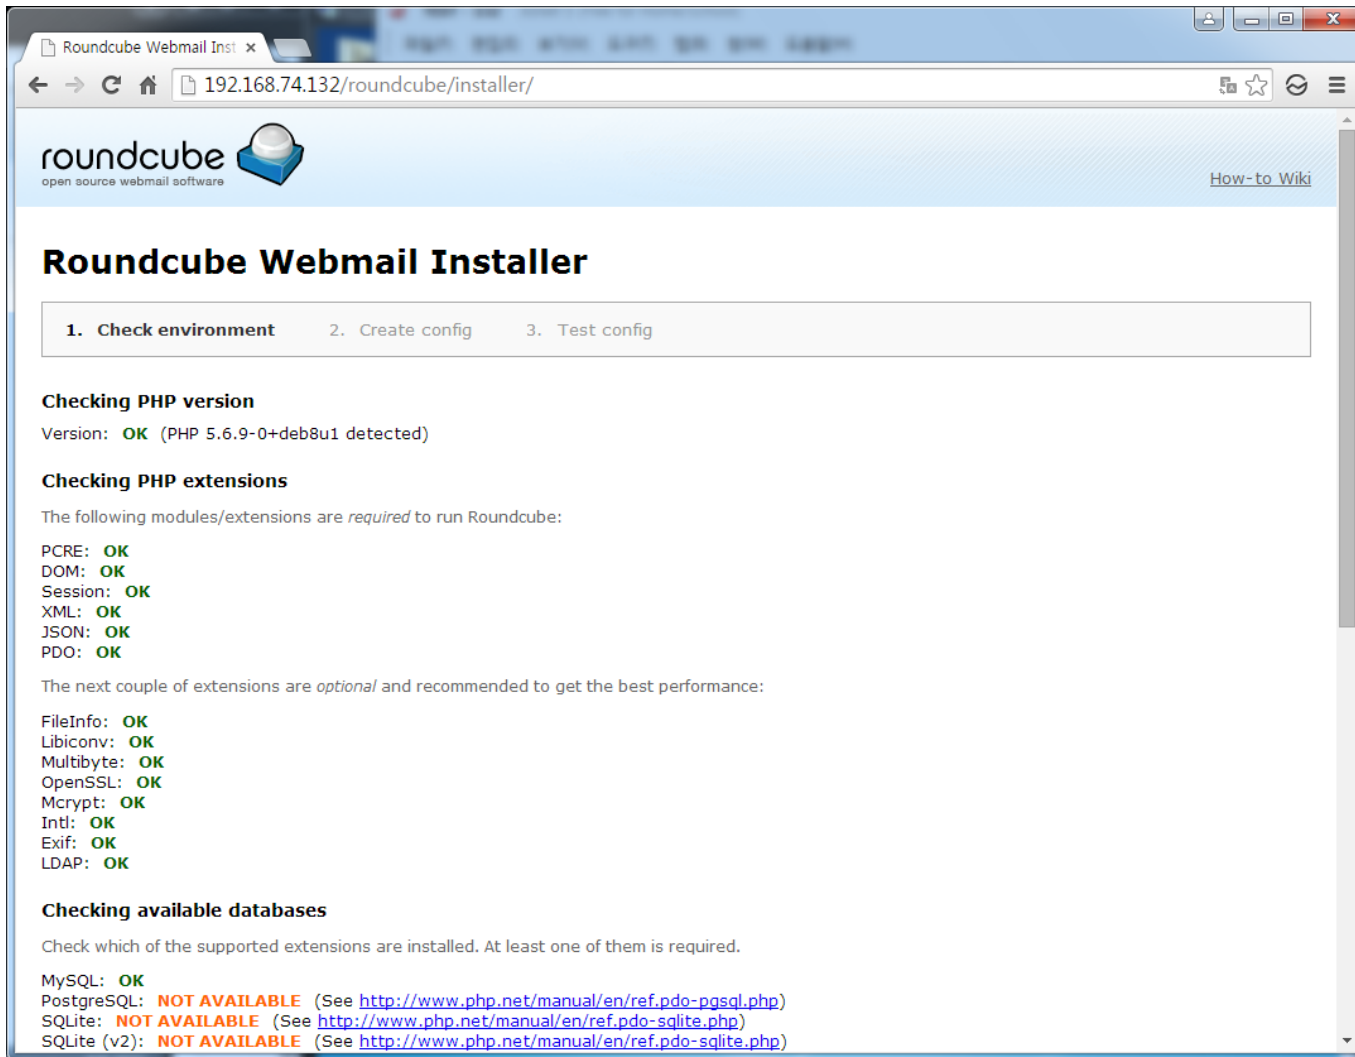 Roundcube Webmail Inst
192.168.74.132/roundcube/installer/
roundcube
open source webmail software
How-to Wiki
Roundcube Webmail Installer
1. Check environment 2. Create config 3. Test config
Checking PHP version
Version: OK (PHP 5.6.9-0+deb8u1 detected)
Checking PHP extensions
The following modules/extensions are required to run Roundcube:
PCRE: OK
DOM: OK
Session: OK
XML: OK
JSON: OK
PDO: OK
The next couple of extensions are optional and recommended to get the best performance:
FileInfo: OK
Libiconv: OK
Multibyte: OK
OpenSSL: OK
Mcrypt: OK
Intl: OK
Exif: OK
LDAP: OK
Checking available databases
Check which of the supported extensions are installed. At least one of them is required.
MySQL: OK
PostgreSQL: NOT AVAILABLE (See http://www.php.net/manual/en/ref.pdo-pgsql.php)
SQLite: NOT AVAILABLE (See http://www.php.net/manual/en/ref.pdo-sqlite.php)
SQLite (v2): NOT AVAILABLE (See http://www.php.net/manual/en/ref.pdo-sqlite.php)